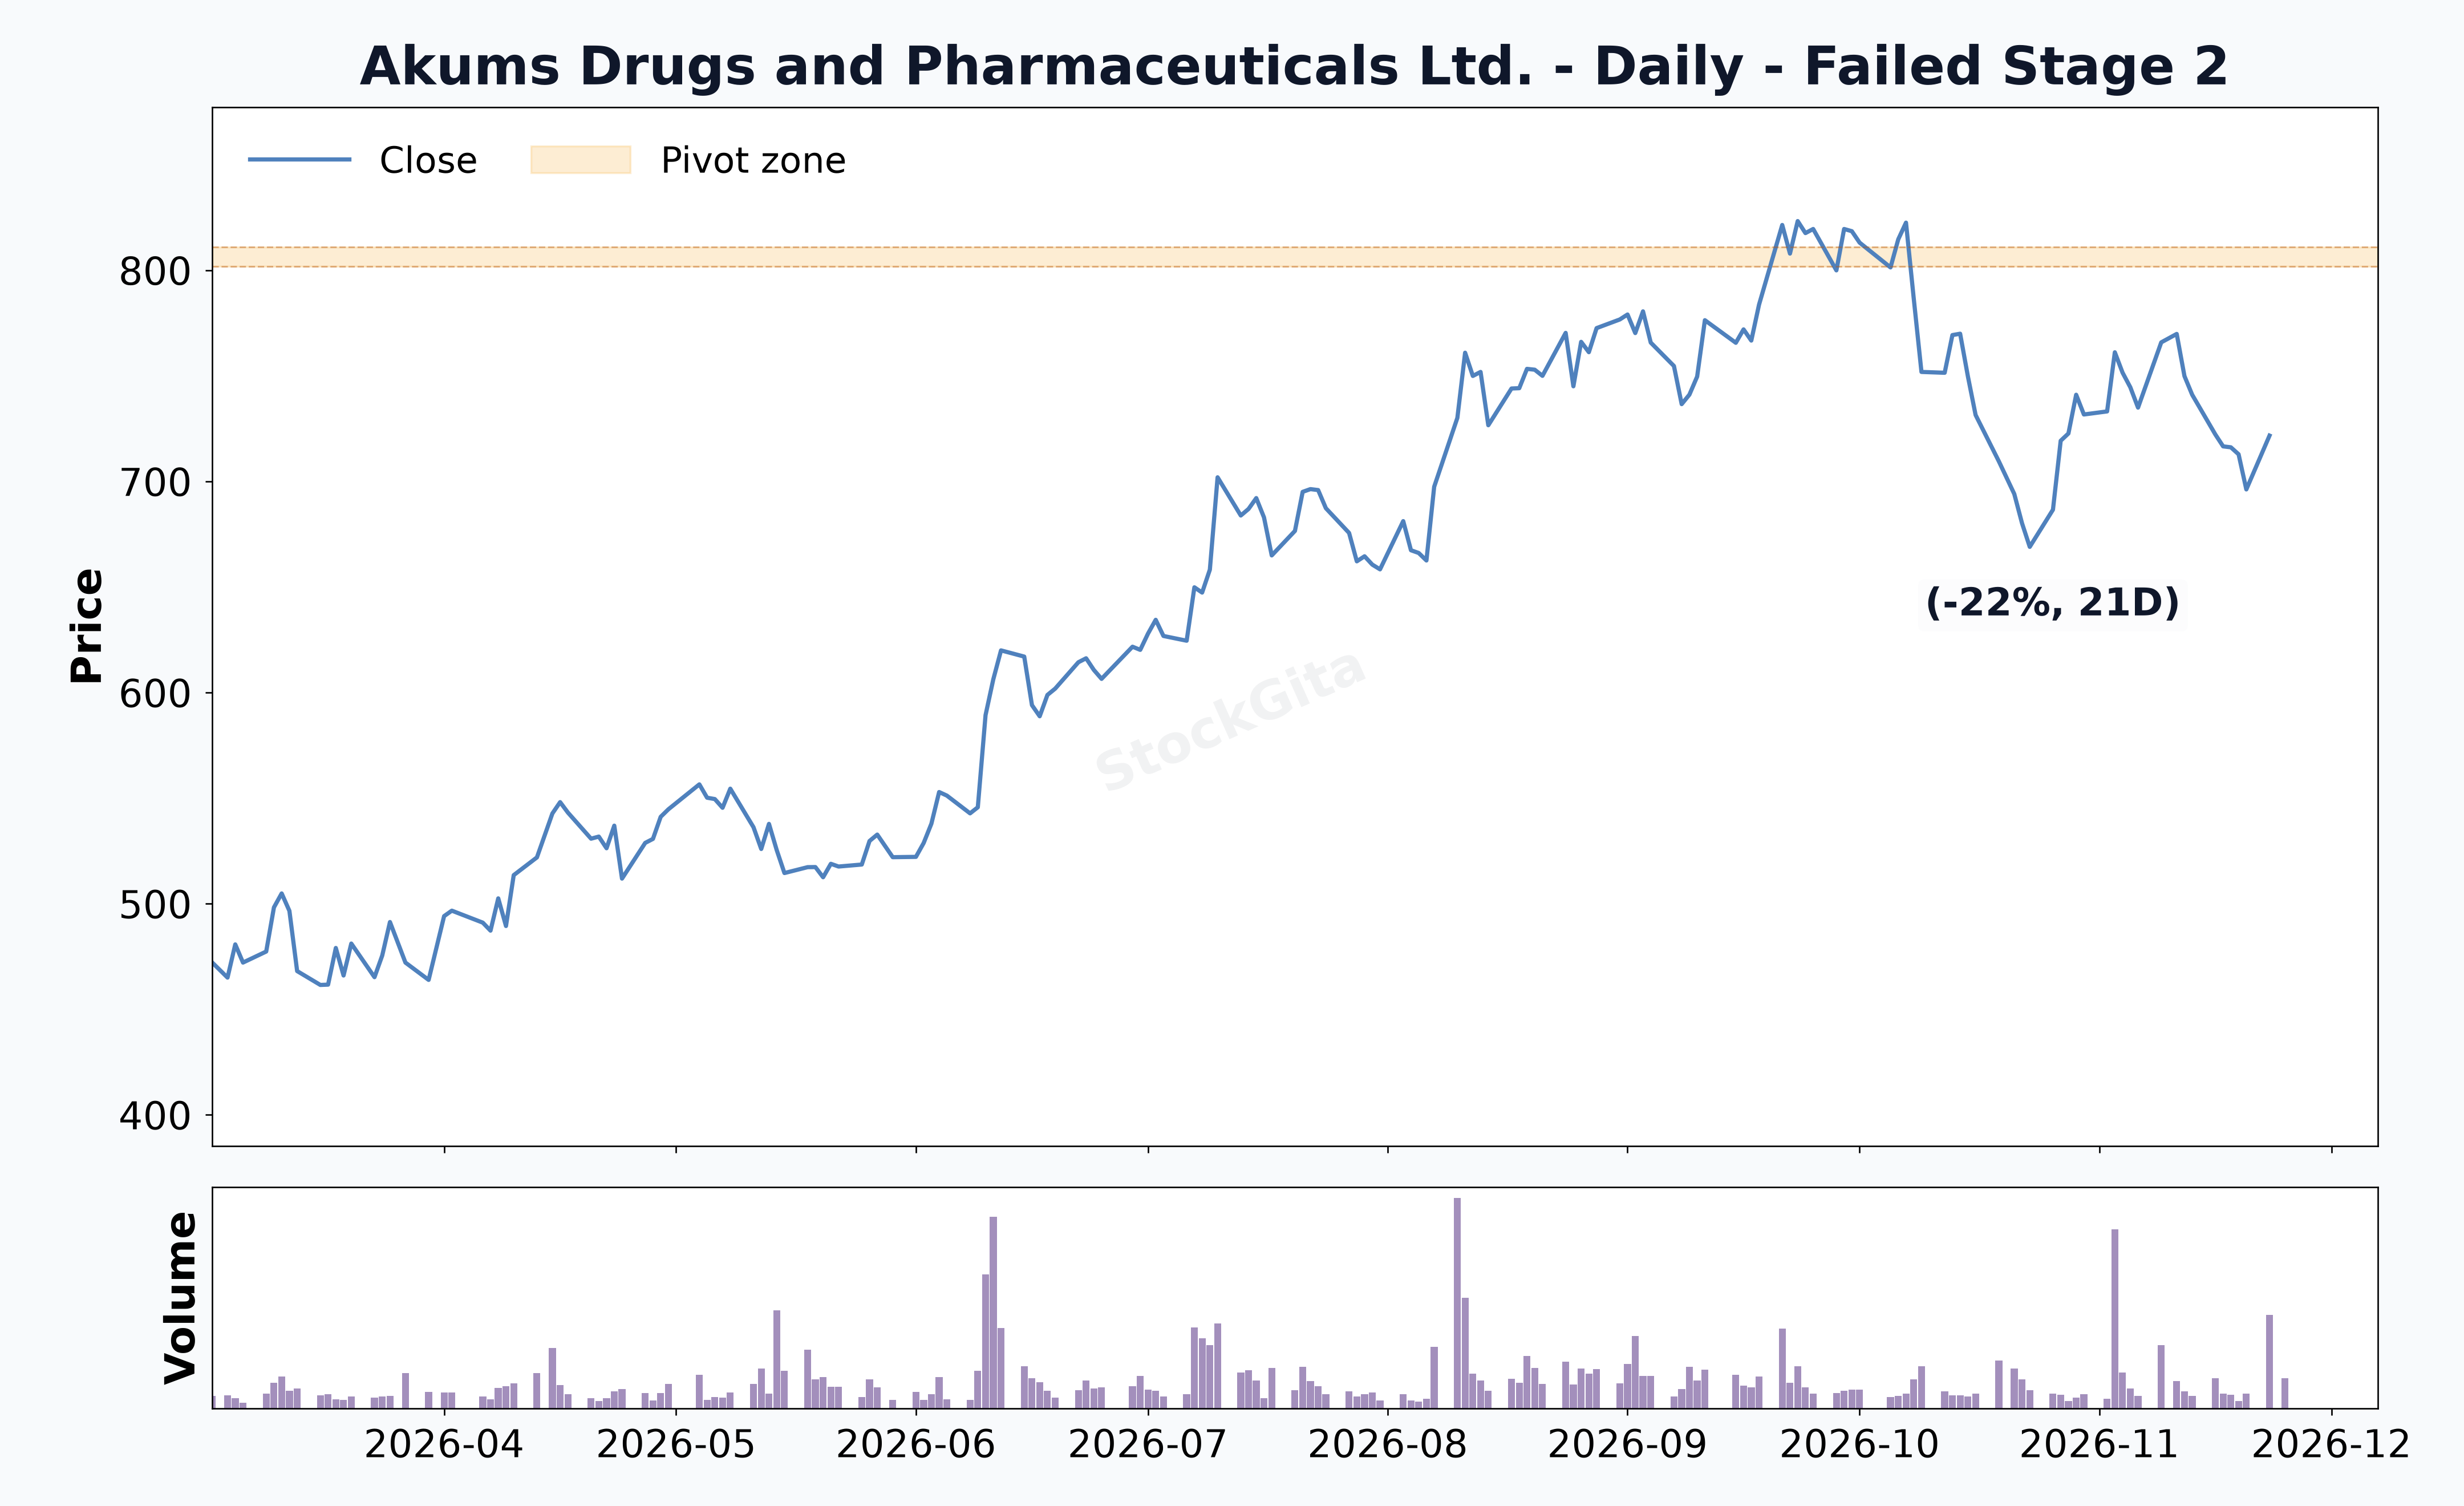 Akums Drugs and Pharmaceuticals Ltd. - Daily - Failed Stage 2
Close
Pivot zone
800
700
600
500
400
Price
(-22%, 21D)
StockGita
Volume
2026-04
2026-05
2026-06
2026-07
2026-08
2026-09
2026-10
2026-11
2026-12